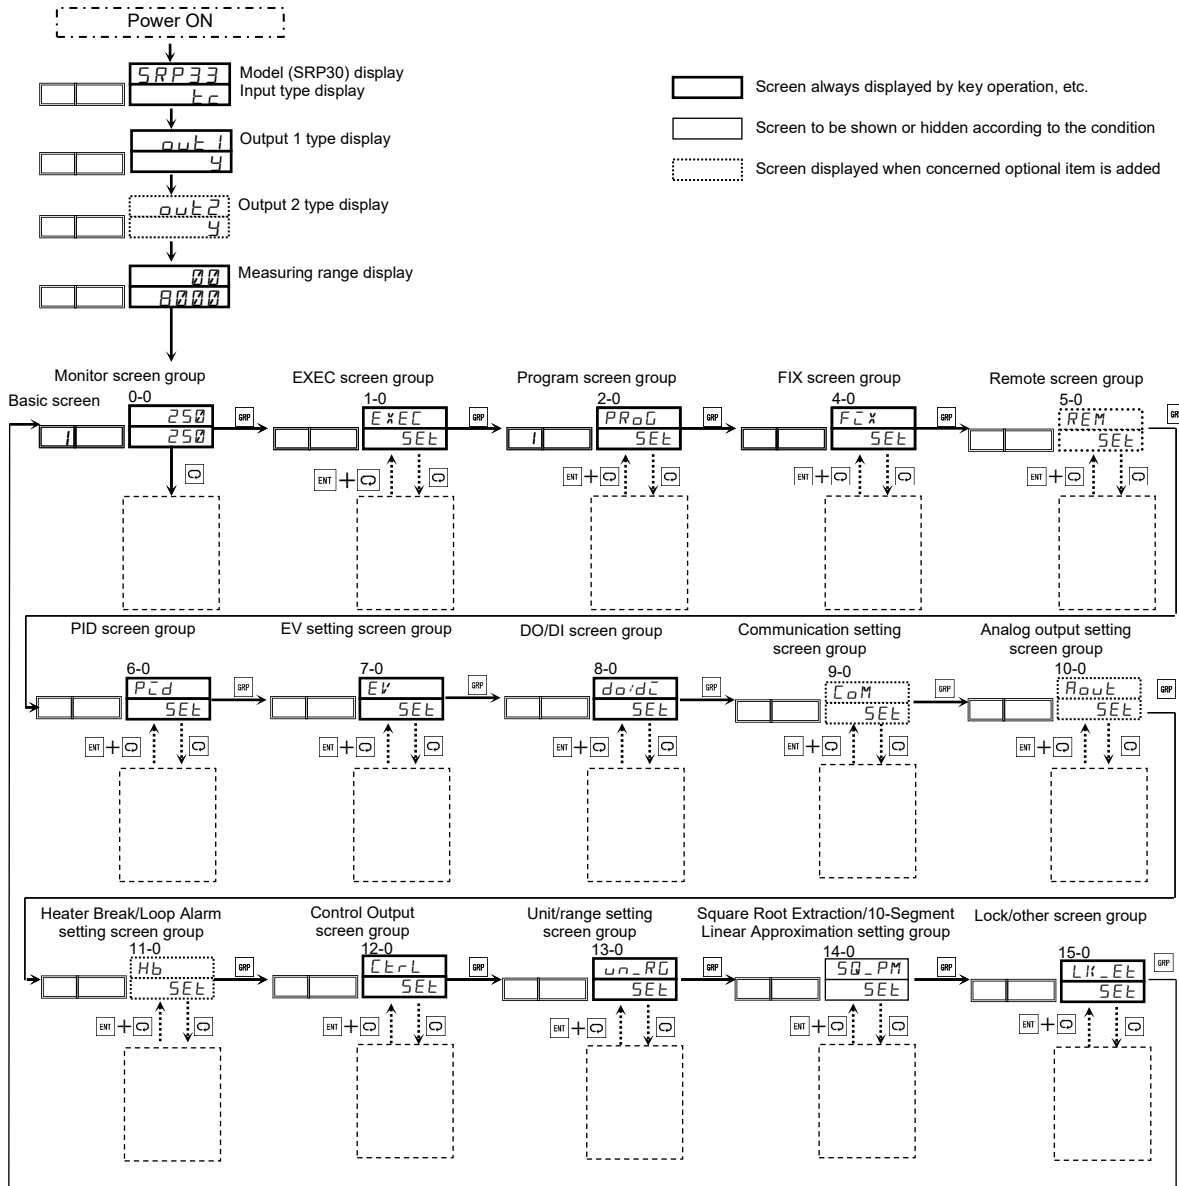 Power ON
SRP33
tc
Model (SRP30) display
Input type display
out1
y
Output 1 type display
out2
y
Output 2 type display
00
8000
Measuring range display
Screen always displayed by key operation, etc.
Screen to be shown or hidden according to the condition
Screen displayed when concerned optional item is added
Monitor screen group
EXEC screen group
Program screen group
FIX screen group
Remote screen group
Basic screen
0-0
1-0
2-0
4-0
5-0
1
250
250
GRP
EXEC
SEt
GRP
1
PRoG
SEt
GRP
FiX
SEt
GRP
REM
SEt
GR
ENT +
ENT +
ENT +
ENT +
PID screen group
EV setting screen group
DO/DI screen group
Communication setting
screen group
Analog output setting
screen group
6-0
7-0
8-0
9-0
10-0
Pid
SEt
GRP
EV
SEt
GRP
do/di
SEt
GRP
CoM
SEt
GRP
Aout
SEt
GRP
ENT +
ENT +
ENT +
ENT +
ENT +
Heater Break/Loop Alarm
setting screen group
Control Output
screen group
Unit/range setting
screen group
Square Root Extraction/10-Segment
Linear Approximation setting group
Lock/other screen group
11-0
12-0
13-0
14-0
15-0
Hb
SEt
GRP
CtrL
SEt
GRP
un_RG
SEt
GRP
SQ_PM
SEt
GRP
LK_Et
SEt
GRP
ENT +
ENT +
ENT +
ENT +
ENT +